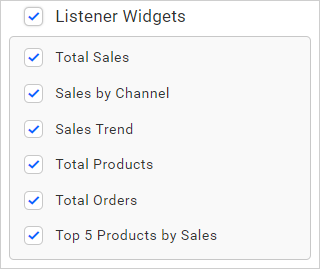 Listener Widgets
Total Sales
Sales by Channel
Sales Trend
Total Products
Total Orders
Top 5 Products by Sales